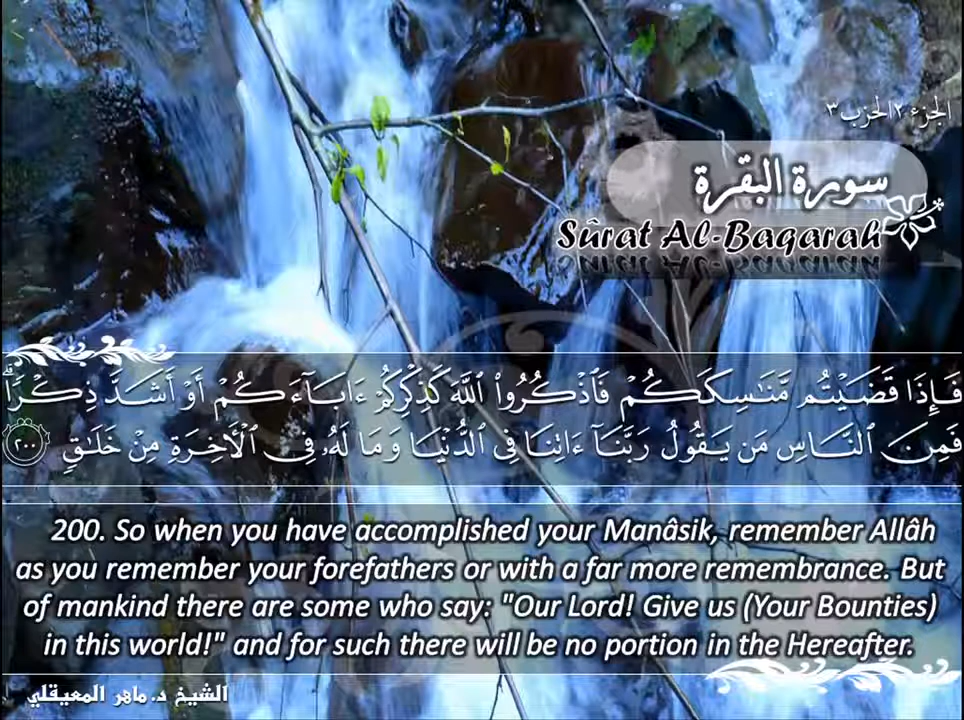 الجزء ٢ الحزب ٣
سورة البقرة
Sûrat Al-Baqarah
فَإِذَا قَضَيْتُم مَّنَـٰسِكَكُمْ فَٱذْكُرُوا۟ ٱللَّهَ كَذِكْرِكُمْ ءَابَآءَكُمْ أَوْ أَشَدَّ ذِكْرًا ۗ
فَمِنَ ٱلنَّاسِ مَن يَقُولُ رَبَّنَآ ءَاتِنَا فِى ٱلدُّنْيَا وَمَا لَهُۥ فِى ٱلْـَٔاخِرَةِ مِنْ خَلَـٰقٍ ٢٠٠
200. So when you have accomplished your Manâsik, remember Allâh
as you remember your forefathers or with a far more remembrance. But
of mankind there are some who say: "Our Lord! Give us (Your Bounties)
in this world!" and for such there will be no portion in the Hereafter.
الشيخ د. ماهر المعيقلي